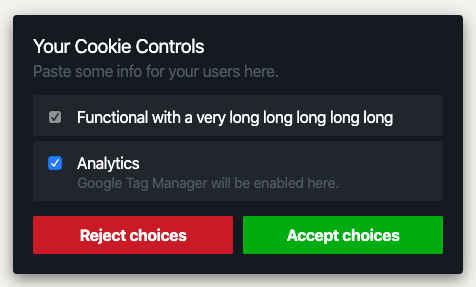 Your Cookie Controls
Paste some info for your users here.
Functional with a very long long long long long
Analytics
Google Tag Manager will be enabled here.
Reject choices
Accept choices